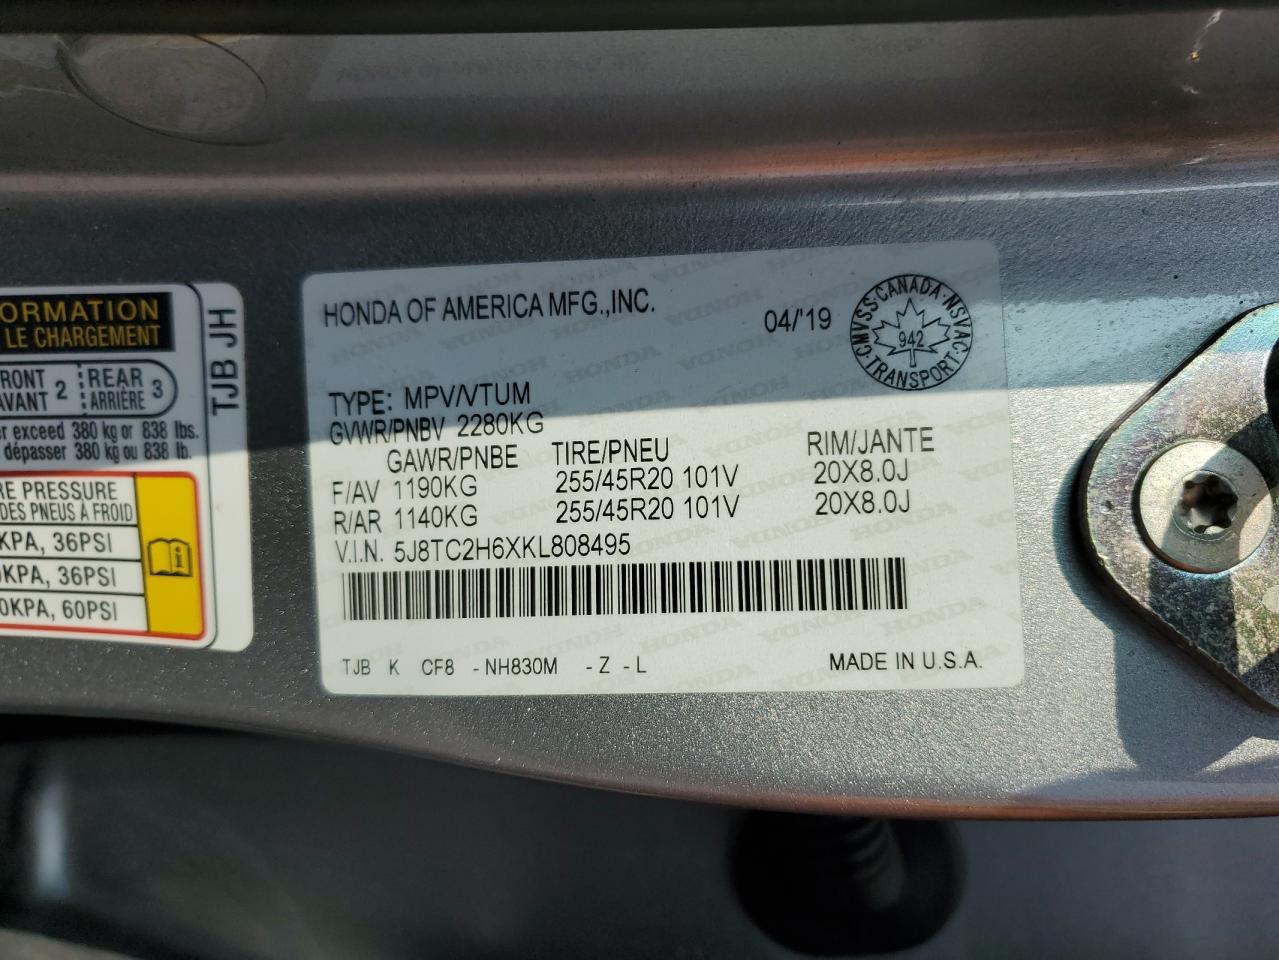 ORMATION
LE CHARGEMENT
FRONT 2 REAR 3
AVANT ARRIÈRE
er exceed 380 kg or 838 lbs.
dépasser 380 kg ou 838 lb.
RE PRESSURE
DES PNEUS À FROID
KPA, 36PSI
0KPA, 36PSI
0KPA, 60PSI
TJB JH
HONDA OF AMERICA MFG.,INC.
04/'19
CMVSS·CANADA·NSVAC·TRANSPORT
942
TYPE: MPV/VTUM
GVWR/PNBV 2280KG
GAWR/PNBE TIRE/PNEU RIM/JANTE
F/AV 1190KG 255/45R20 101V 20X8.0J
R/AR 1140KG 255/45R20 101V 20X8.0J
V.I.N. 5J8TC2H6XKL808495
TJB K CF8 - NH830M - Z - L
MADE IN U.S.A.